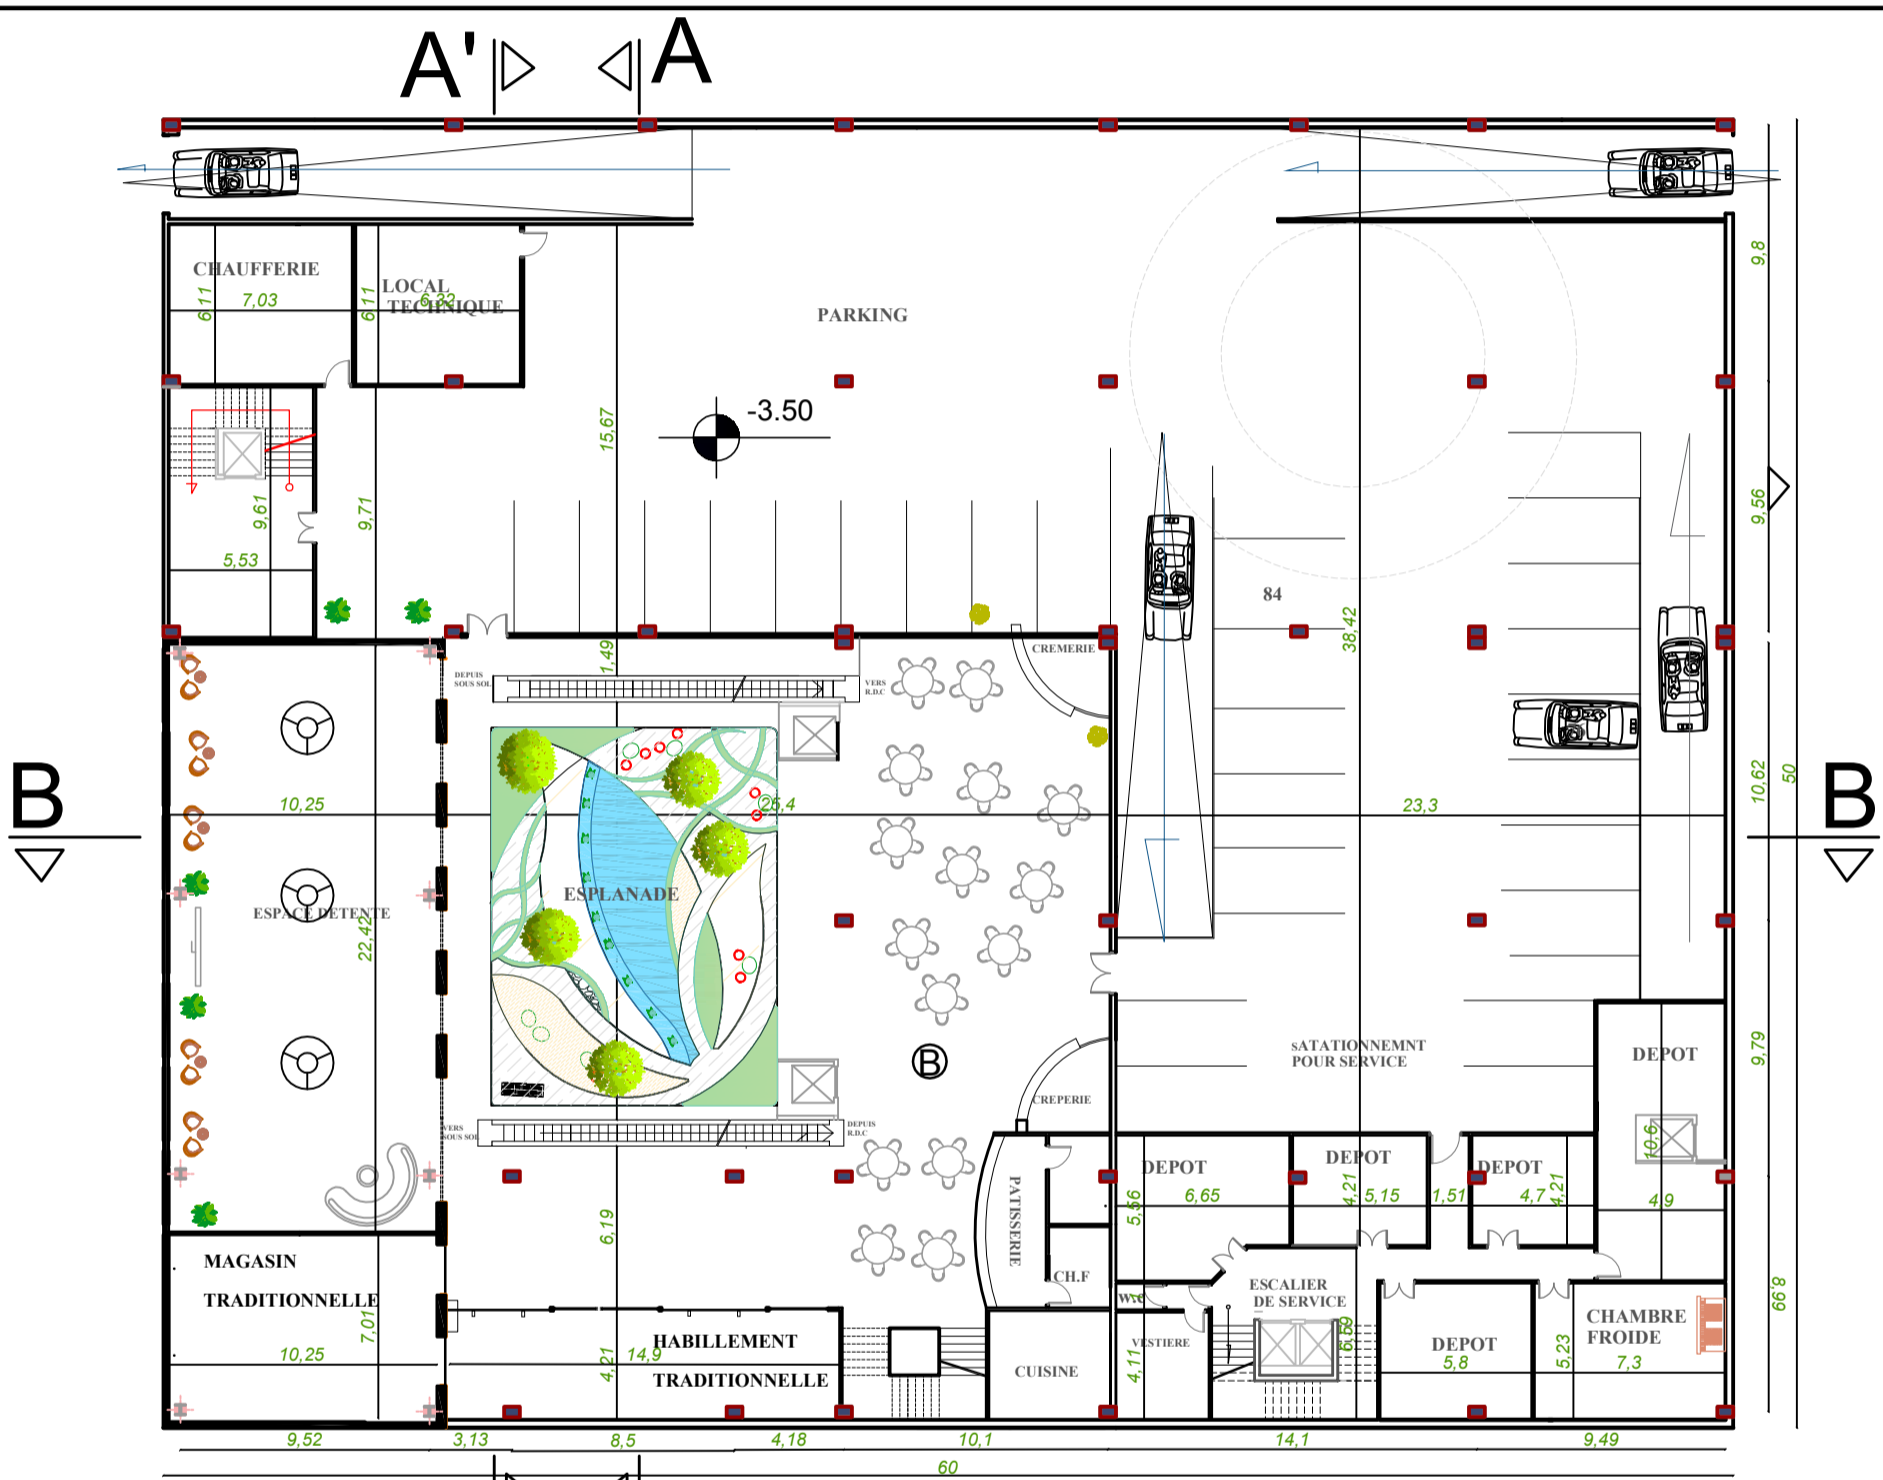 A'
A
CHAUFFERIE
6,11
7,03
LOCAL
TECHNIQUE
6,11
6,32
PARKING
9,8
-3.50
15,67
9,61
9,71
5,53
9,56
84
38,42
1,49
CREMERIE
DEPUIS
SOUS SOL
VERS
R.D.C
B
B
10,25
25,4
23,3
10,62
50
ESPLANADE
ESPACE DETENTE
22,42
B
sATATIONNEMNT
POUR SERVICE
DEPOT
9,79
CREPERIE
VERS
SOUS SOL
DEPUIS
R.D.C
PATISSERIE
DEPOT
6,65
5,56
DEPOT
4,21
5,15
1,51
DEPOT
4,7
4,21
10,6
4,9
6,19
MAGASIN
TRADITIONNELLE
7,01
10,25
CH.F
W.C
ESCALIER
DE SERVICE
8,66
HABILLEMENT
TRADITIONNELLE
14,9
4,21
CUISINE
VESTIERE
4,11
6,59
DEPOT
5,8
CHAMBRE
FROIDE
5,23
7,3
9,52
3,13
8,5
4,18
10,1
14,1
9,49
60